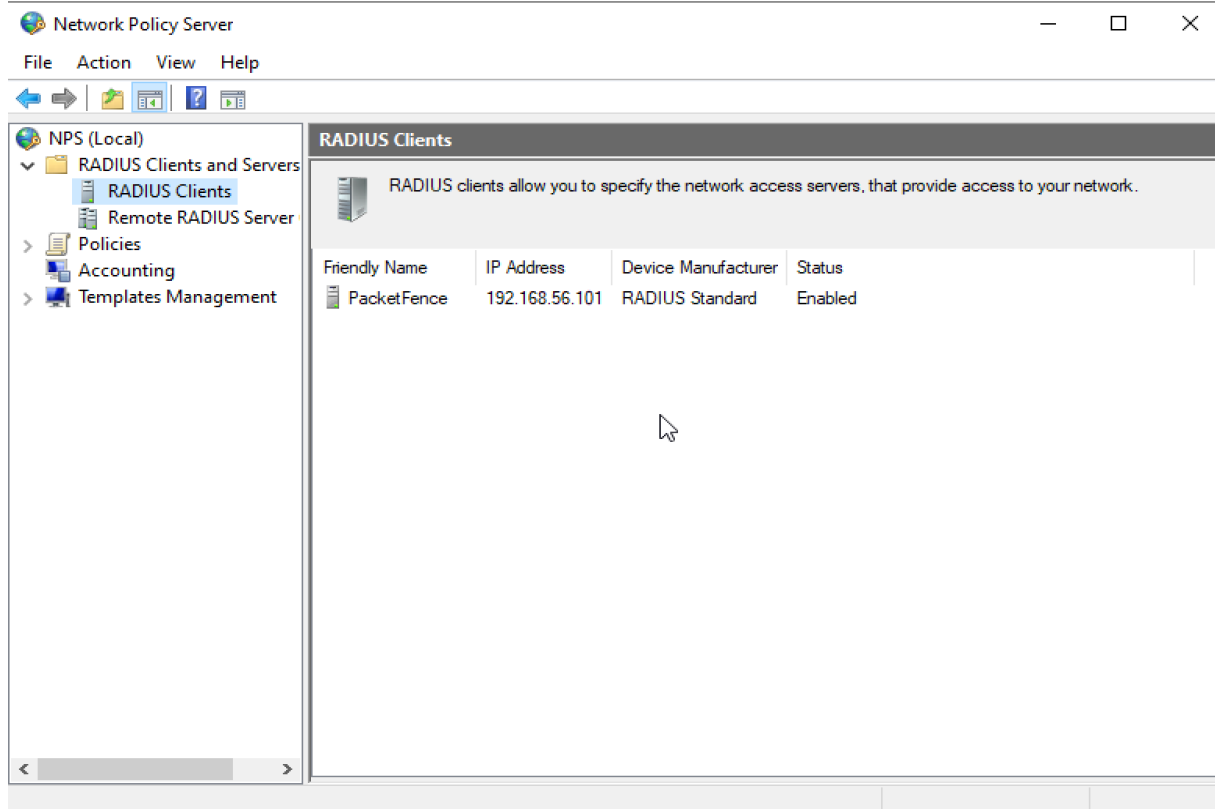 Network Policy Server
File Action View Help
NPS (Local)
RADIUS Clients and Servers
RADIUS Clients
Remote RADIUS Server
Policies
Accounting
Templates Management
RADIUS Clients
RADIUS clients allow you to specify the network access servers, that provide access to your network.
Friendly Name IP Address Device Manufacturer Status
PacketFence 192.168.56.101 RADIUS Standard Enabled